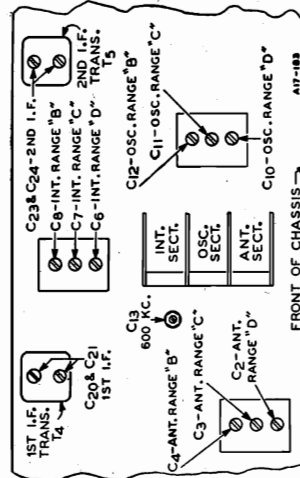 2ND I.F.
TRANS.
T5
C23 & C24-2ND I.F.
C8-INT. RANGE "B"
C7-INT. RANGE "C"
C6-INT. RANGE "D"
1ST I.F.
TRANS.
T4
C20 & C21
1ST I.F.
C12-OSC. RANGE "B"
C11-OSC. RANGE "C"
C10-OSC. RANGE "D"
INT.
SECT.
OSC.
SECT.
ANT.
SECT.
C13
600 KC.
C4-ANT. RANGE "B"
C3-ANT. RANGE "C"
C2-ANT.
RANGE "D"
FRONT OF CHASSIS
A17-183